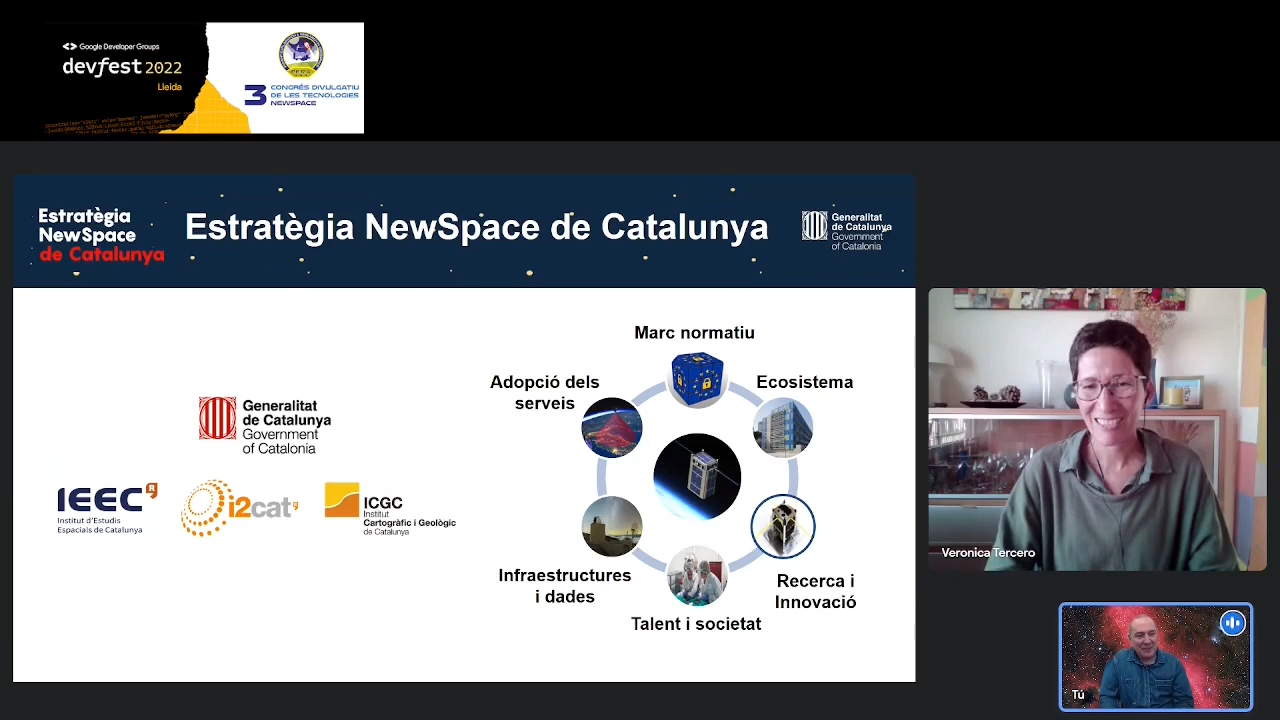 Google Developer Groups
devfest 2022
Lleida
3
CONGRÉS DIVULGATIU
DE LES TECNOLOGIES
NEWSPACE
Estratègia
NewSpace
de Catalunya
Estratègia NewSpace de Catalunya
Generalitat
de Catalunya
Government
of Catalonia
Generalitat
de Catalunya
Government
of Catalonia
IEEC R
Institut d'Estudis
Espacials de Catalunya
i2cat
ICGC
Institut
Cartogràfic i Geològic
de Catalunya
Marc normatiu
Adopció dels
serveis
Ecosistema
Infraestructures
i dades
Recerca i
Innovació
Talent i societat
Veronica Tercero
Tú